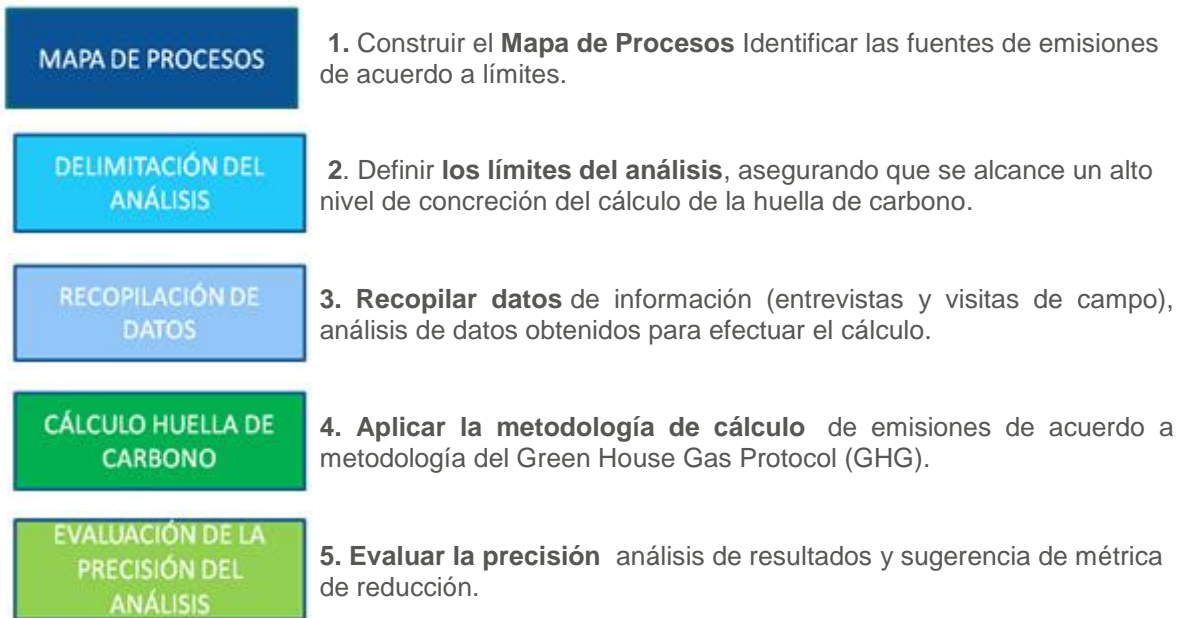 MAPA DE PROCESOS
1. Construir el Mapa de Procesos Identificar las fuentes de emisiones
de acuerdo a límites.
DELIMITACIÓN DEL
ANÁLISIS
2. Definir los límites del análisis, asegurando que se alcance un alto
nivel de concreción del cálculo de la huella de carbono.
RECOPILACIÓN DE
DATOS
3. Recopilar datos de información (entrevistas y visitas de campo),
análisis de datos obtenidos para efectuar el cálculo.
CÁLCULO HUELLA DE
CARBONO
4. Aplicar la metodología de cálculo de emisiones de acuerdo a
metodología del Green House Gas Protocol (GHG).
EVALUACIÓN DE LA
PRECISIÓN DEL
ANÁLISIS
5. Evaluar la precisión análisis de resultados y sugerencia de métrica
de reducción.